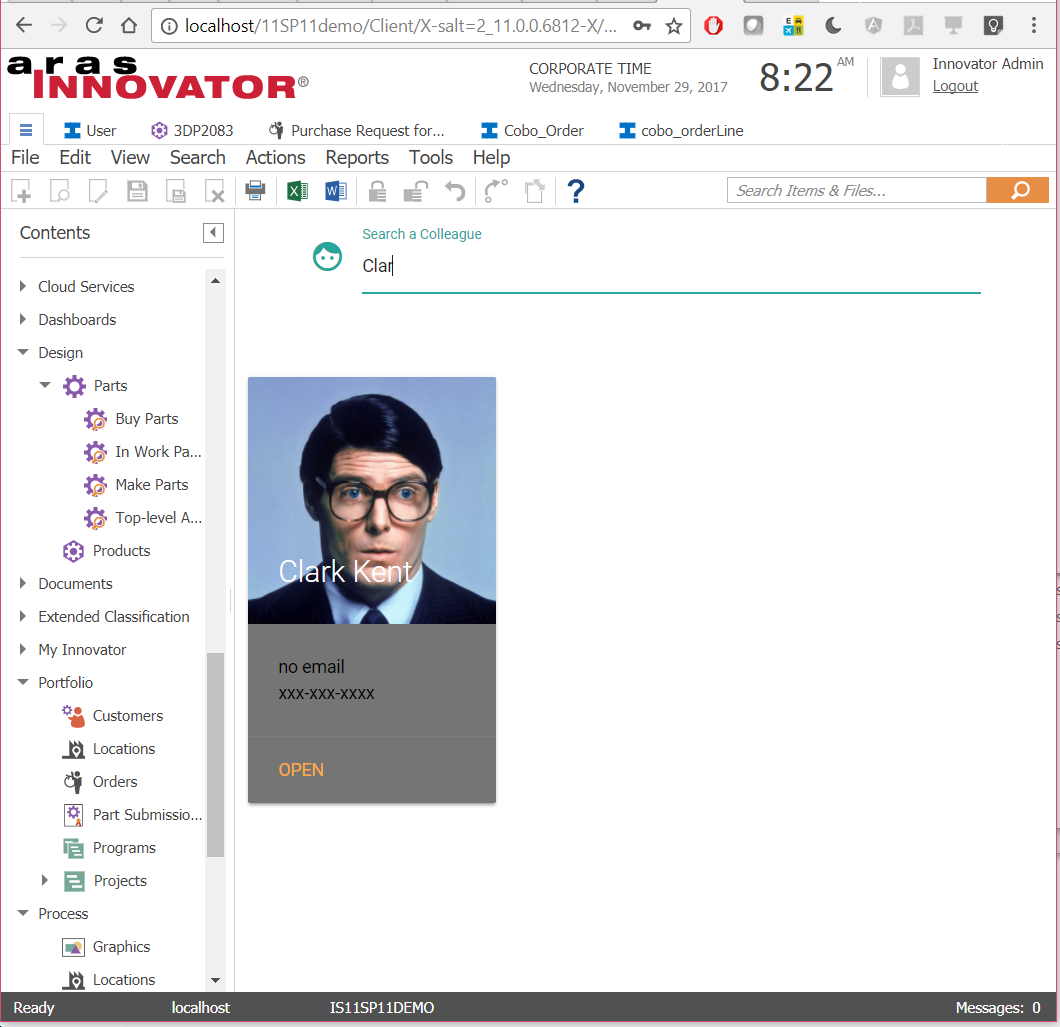 localhost/11SP11demo/Client/X-salt=2_11.0.0.6812-X/...
aras
INNOVATOR®
CORPORATE TIME
Wednesday, November 29, 2017
8:22 AM
Innovator Admin
Logout
User
3DP2083
Purchase Request for...
Cobo_Order
cobo_orderLine
File Edit View Search Actions Reports Tools Help
Search Items & Files...
Contents
Cloud Services
Dashboards
Design
Parts
Buy Parts
In Work Pa...
Make Parts
Top-level A...
Products
Documents
Extended Classification
My Innovator
Portfolio
Customers
Locations
Orders
Part Submissio...
Programs
Projects
Process
Graphics
Locations
Search a Colleague
Clar
Clark Kent
no email
xxx-xxx-xxxx
OPEN
Ready localhost IS11SP11DEMO Messages: 0